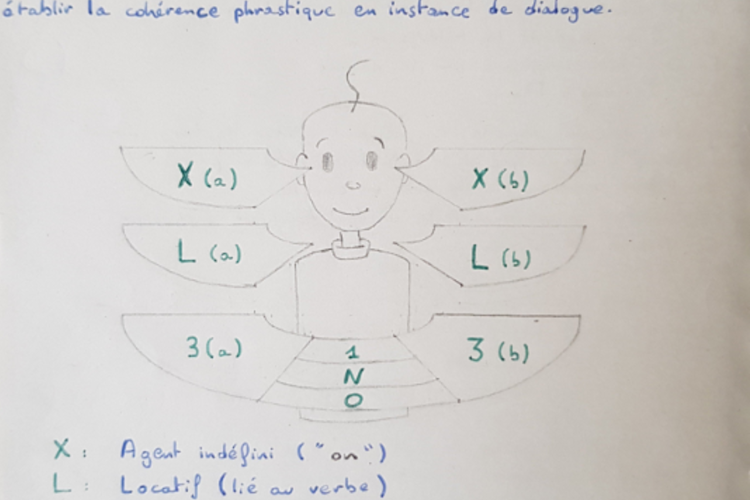 établir la cohérence phrastique en instance de dialogue.
X (a) X (b)
L (a) L (b)
3 (a) 1 3 (b)
N
O
X : Agent indéfini ("on")
L : Locatif (lié au verbe)